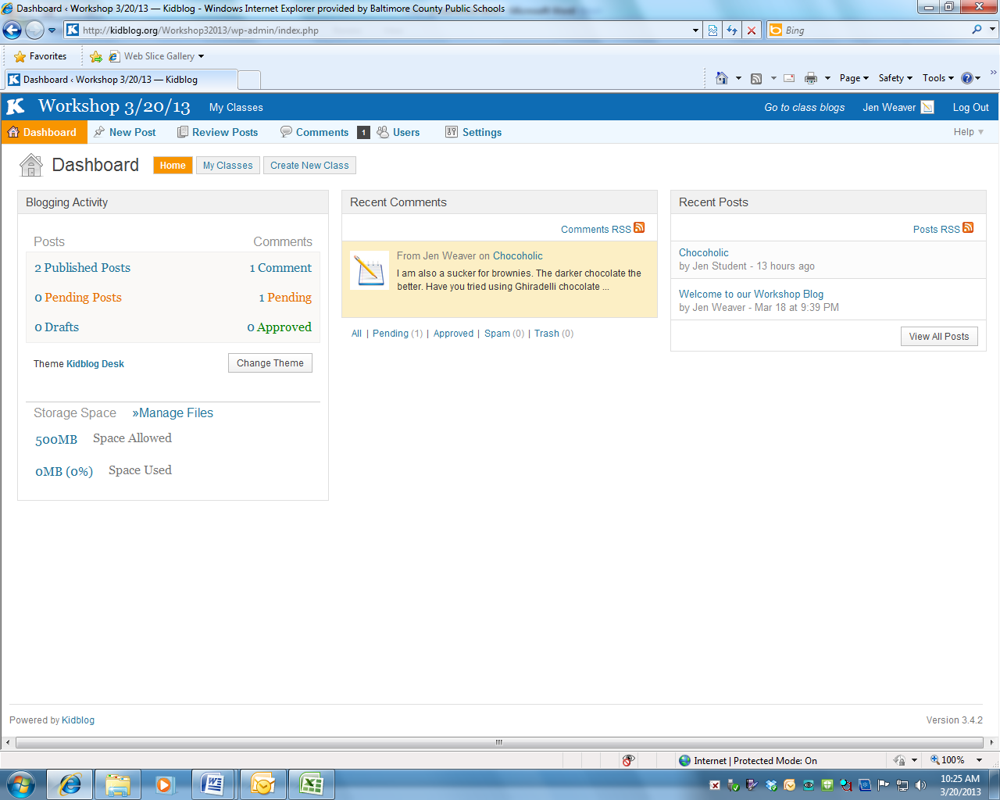 Dashboard ‹ Workshop 3/20/13 — Kidblog - Windows Internet Explorer provided by Baltimore County Public Schools
http://kidblog.org/Workshop32013/wp-admin/index.php
Bing
Favorites
Web Slice Gallery
Dashboard ‹ Workshop 3/20/13 — Kidblog
Page
Safety
Tools
Workshop 3/20/13
My Classes
Go to class blogs
Jen Weaver
Log Out
Dashboard
New Post
Review Posts
Comments
1
Users
Settings
Help
Dashboard
Home
My Classes
Create New Class
Blogging Activity
Posts
Comments
2 Published Posts
1 Comment
0 Pending Posts
1 Pending
0 Drafts
0 Approved
Theme Kidblog Desk
Change Theme
Storage Space
»Manage Files
500MB
Space Allowed
0MB (0%)
Space Used
Recent Comments
Comments RSS
From Jen Weaver on Chocoholic
I am also a sucker for brownies. The darker chocolate the
better. Have you tried using Ghiradelli chocolate ...
All | Pending (1) | Approved | Spam (0) | Trash (0)
Recent Posts
Posts RSS
Chocoholic
by Jen Student - 13 hours ago
Welcome to our Workshop Blog
by Jen Weaver - Mar 18 at 9:39 PM
View All Posts
Powered by Kidblog
Version 3.4.2
Internet | Protected Mode: On
100%
10:25 AM
3/20/2013